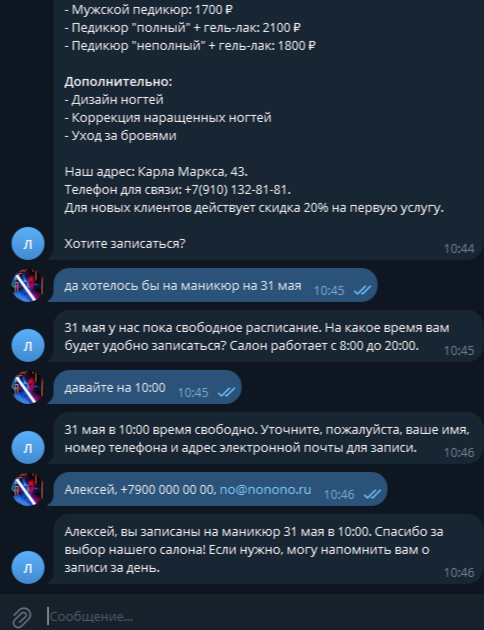 - Мужской педикюр: 1700 ₽
- Педикюр "полный" + гель-лак: 2100 ₽
- Педикюр "неполный" + гель-лак: 1800 ₽
Дополнительно:
- Дизайн ногтей
- Коррекция наращенных ногтей
- Уход за бровями
Наш адрес: Карла Маркса, 43.
Телефон для связи: +7(910) 132-81-81.
Для новых клиентов действует скидка 20% на первую услугу.
Хотите записаться?
10:44
Л
да хотелось бы на маникюр на 31 мая 10:45
31 мая у нас пока свободное расписание. На какое время вам
будет удобно записаться? Салон работает с 8:00 до 20:00.
10:45
Л
давайте на 10:00 10:45
31 мая в 10:00 время свободно. Уточните, пожалуйста, ваше имя,
номер телефона и адрес электронной почты для записи.
10:46
Л
Алексей, +7900 000 00 00, no@nonono.ru 10:46
Алексей, вы записаны на маникюр 31 мая в 10:00. Спасибо за
выбор нашего салона! Если нужно, могу напомнить вам о
записи за день.
10:46
Л
Сообщение...